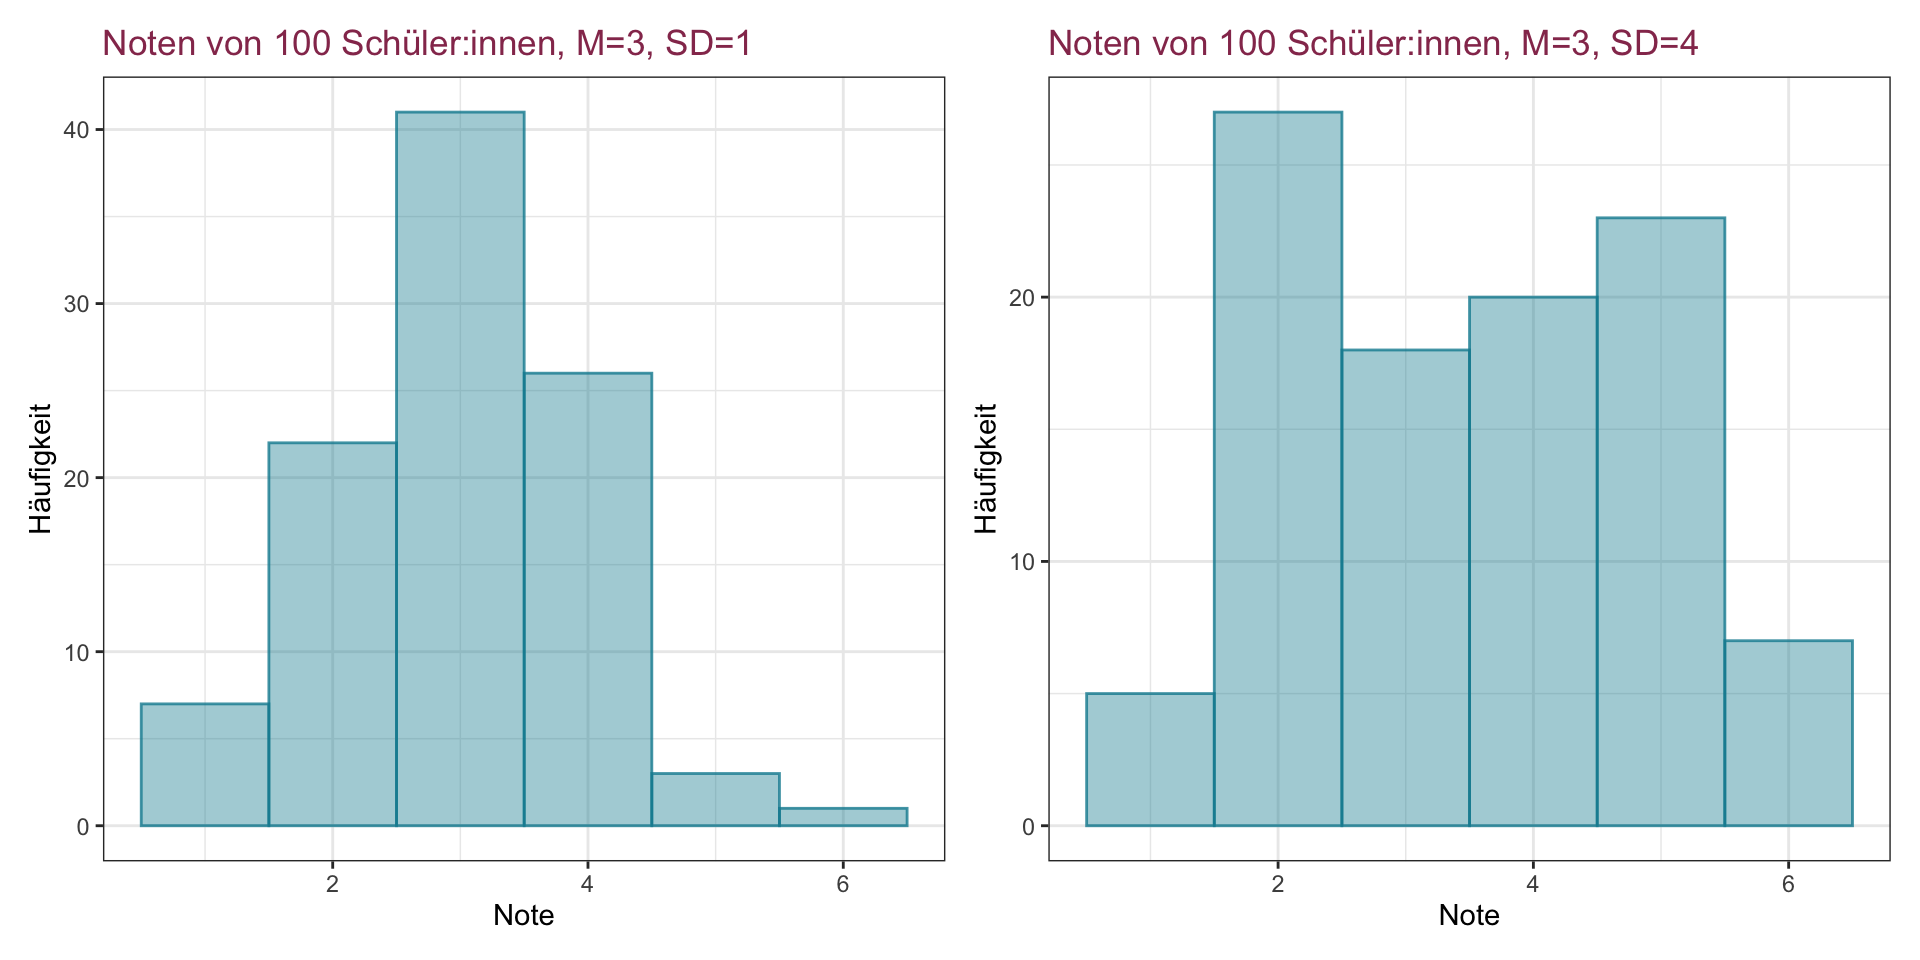 Noten von 100 Schüler:innen, M=3, SD=1
40
30
20
10
0
Häufigkeit
2 4 6
Note
Noten von 100 Schüler:innen, M=3, SD=4
20
10
0
Häufigkeit
2 4 6
Note